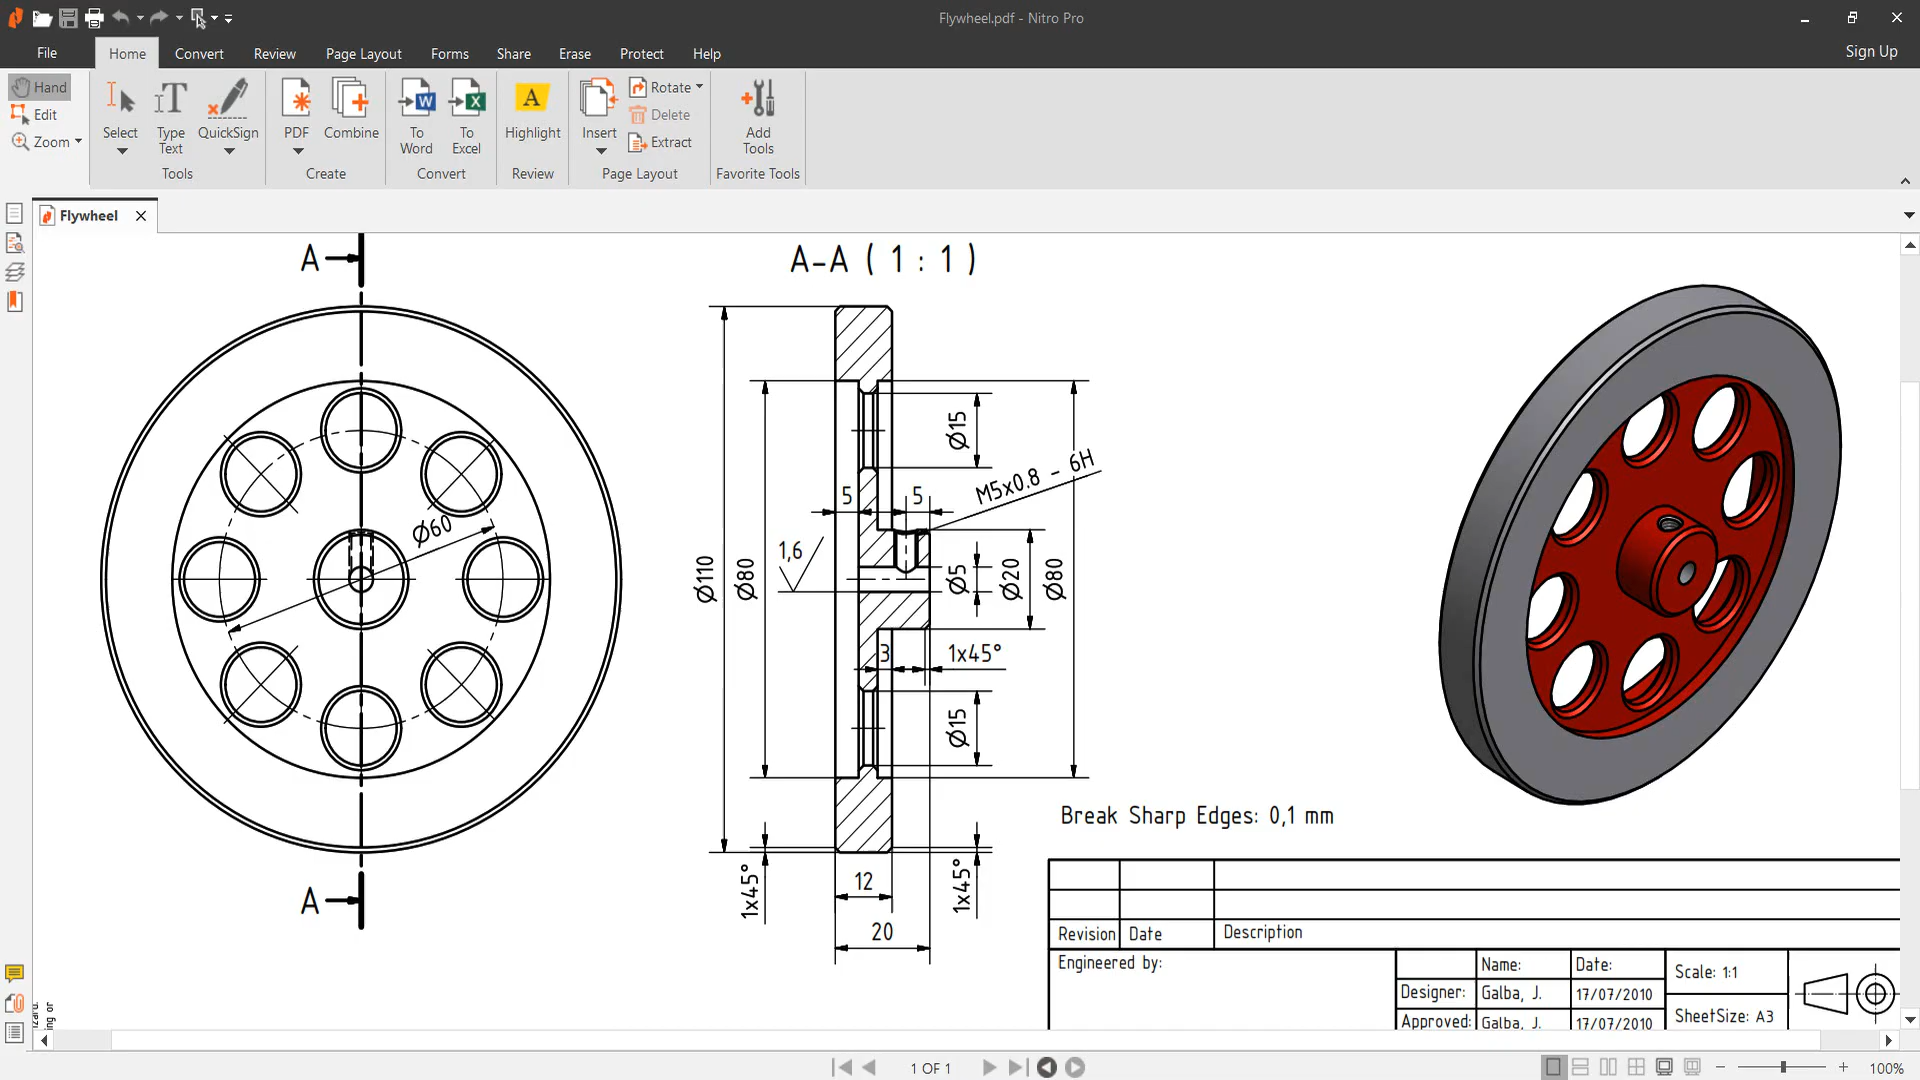 Flywheel.pdf - Nitro Pro
File
Home
Convert
Review
Page Layout
Forms
Share
Erase
Protect
Help
Sign Up
Hand
Edit
Zoom
Select
Type
Text
QuickSign
Tools
PDF
Combine
Create
To
Word
To
Excel
Convert
A
Highlight
Review
Insert
Rotate
Delete
Extract
Page Layout
Add
Tools
Favorite Tools
Flywheel
A
A-A ( 1 : 1 )
Ø60
A
Ø110
Ø80
1,6
5
5
Ø15
M5x0.8 - 6H
Ø5
Ø20
Ø80
3
1x45°
Ø15
1x45°
12
1x45°
20
Break Sharp Edges: 0,1 mm
Revision
Date
Description
Engineered by:
Name:
Date:
Designer:
Galba, J.
17/07/2010
Approved:
Galba, J.
17/07/2010
Scale: 1:1
SheetSize: A3
ing or
1 OF 1
100%